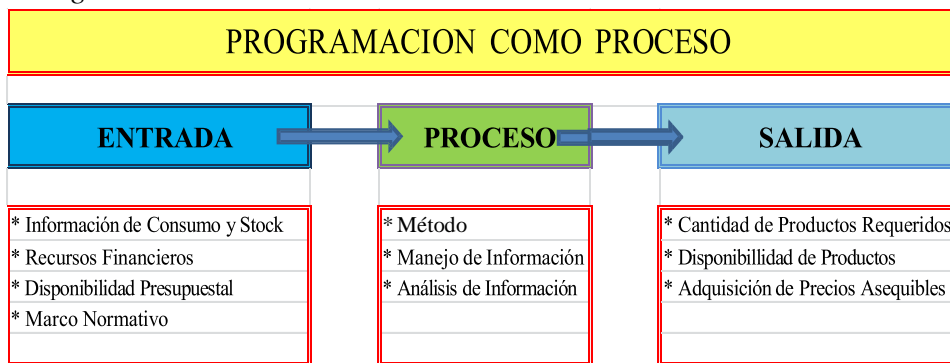 PROGRAMACION COMO PROCESO
ENTRADA
PROCESO
SALIDA
* Información de Consumo y Stock
* Recursos Financieros
* Disponibilidad Presupuestal
* Marco Normativo
* Método
* Manejo de Información
* Análisis de Información
* Cantidad de Productos Requeridos
* Disponibillidad de Productos
* Adquisición de Precios Asequibles